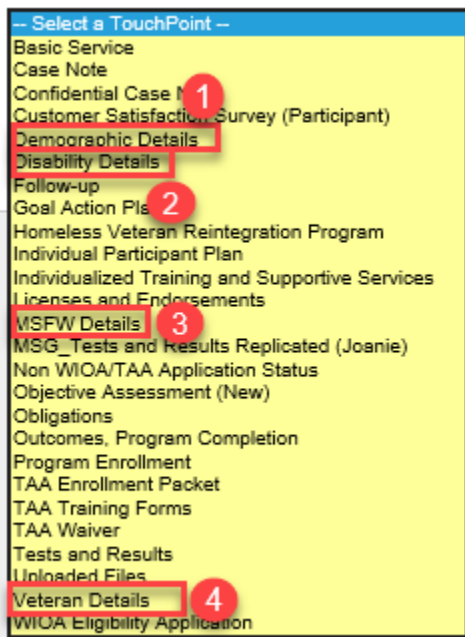 -- Select a TouchPoint --
Basic Service
Case Note
Confidential Case
1
Customer Satisfaction Survey (Participant)
Demographic Details
Disability Details
Follow-up
Goal Action
2
Homeless Veteran Reintegration Program
Individual Participant Plan
Individualized Training and Supportive Services
Licenses and Endorsements
MSFW Details
3
MSG_Tests and Results Replicated (Joanie)
Non WIOA/TAA Application Status
Objective Assessment (New)
Obligations
Outcomes, Program Completion
Program Enrollment
TAA Enrollment Packet
TAA Training Forms
TAA Waiver
Tests and Results
Uploaded Files
Veteran Details
4
WIOA Eligibility Application